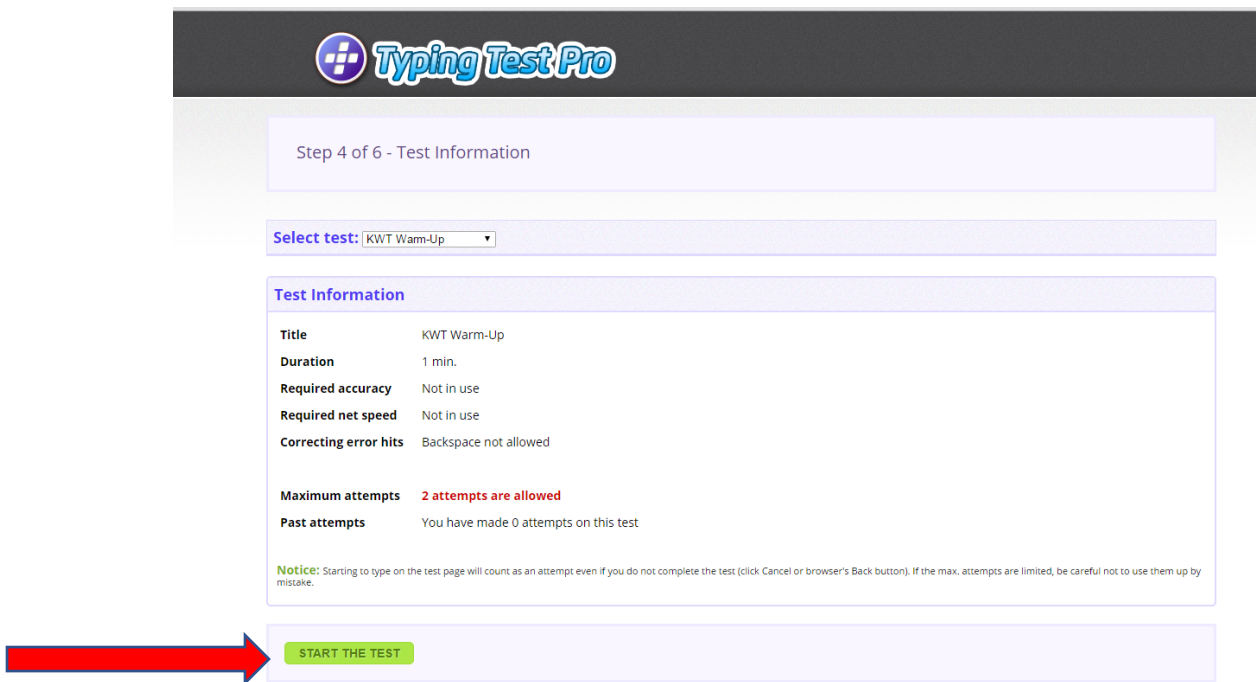 Typing Test Pro
Step 4 of 6 - Test Information
Select test: KWT Warm-Up
Test Information
Title KWT Warm-Up
Duration 1 min.
Required accuracy Not in use
Required net speed Not in use
Correcting error hits Backspace not allowed
Maximum attempts 2 attempts are allowed
Past attempts You have made 0 attempts on this test
Notice: Starting to type on the test page will count as an attempt even if you do not complete the test (click Cancel or browser's Back button). If the max. attempts are limited, be careful not to use them up by
mistake.
START THE TEST